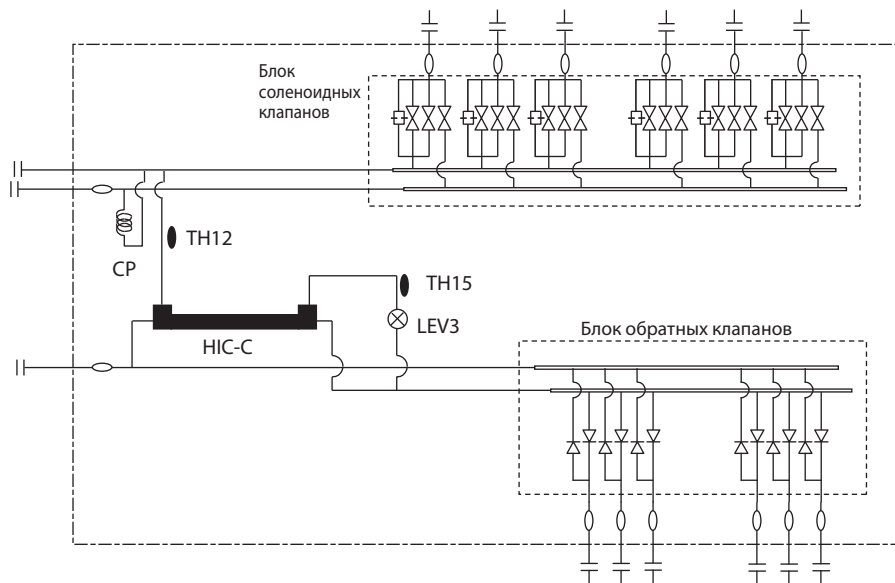 Блок
соленоидных
клапанов
TH12
CP
TH15
LEV3
HIC-C
Блок обратных клапанов